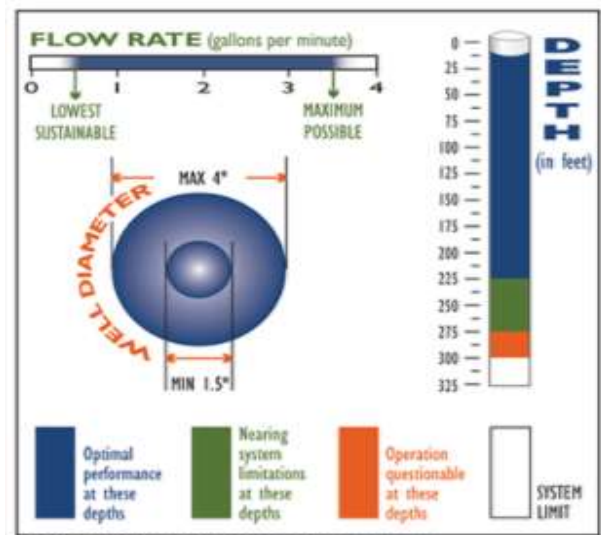 FLOW RATE (gallons per minute)
0 1 2 3 4
LOWEST
SUSTAINABLE
MAXIMUM
POSSIBLE
MAX 4"
WELL DIAMETER
MIN 1.5"
DEPTH
(in feet)
0
25
50
75
100
125
150
175
200
225
250
275
300
325
Optimal
performance
at these
depths
Nearing
system
limitations
at these
depths
Operation
questionable
at these
depths
SYSTEM
LIMIT